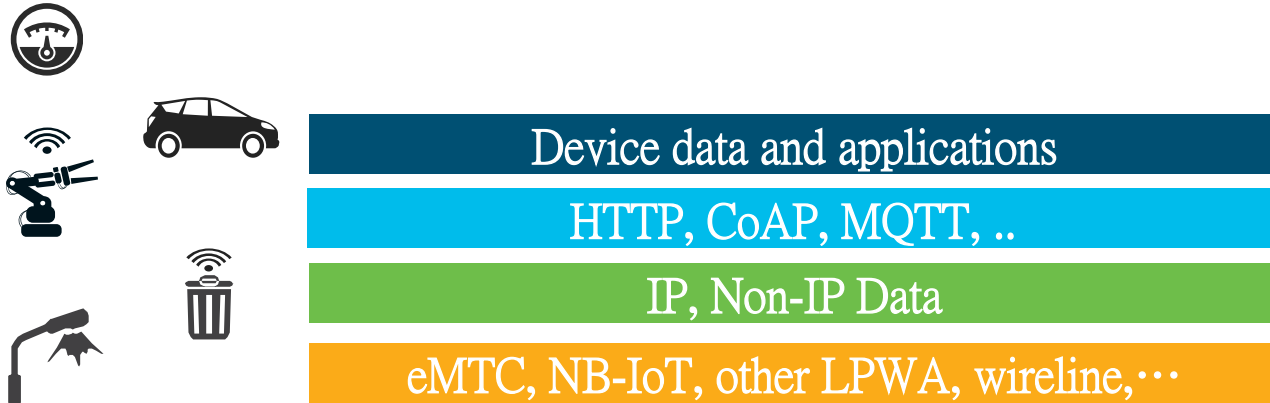 Device data and applications
HTTP, CoAP, MQTT, ..
IP, Non-IP Data
eMTC, NB-IoT, other LPWA, wireline,⋯